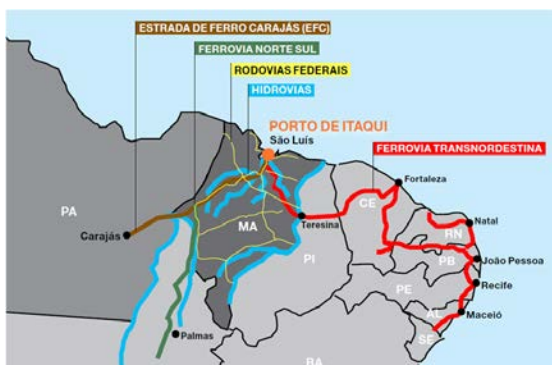 ESTRADA DE FERRO CARAJÁS (EFC)
FERROVIA NORTE SUL
RODOVIAS FEDERAIS
HIDROVIAS
PORTO DE ITAQUI
São Luís
FERROVIA TRANSNORDESTINA
Fortaleza
PA
CE
Teresina
Natal
RN
Carajás
MA
PI
PB
João Pessoa
PE
Recife
AL
Maceió
Palmas
SE
BA